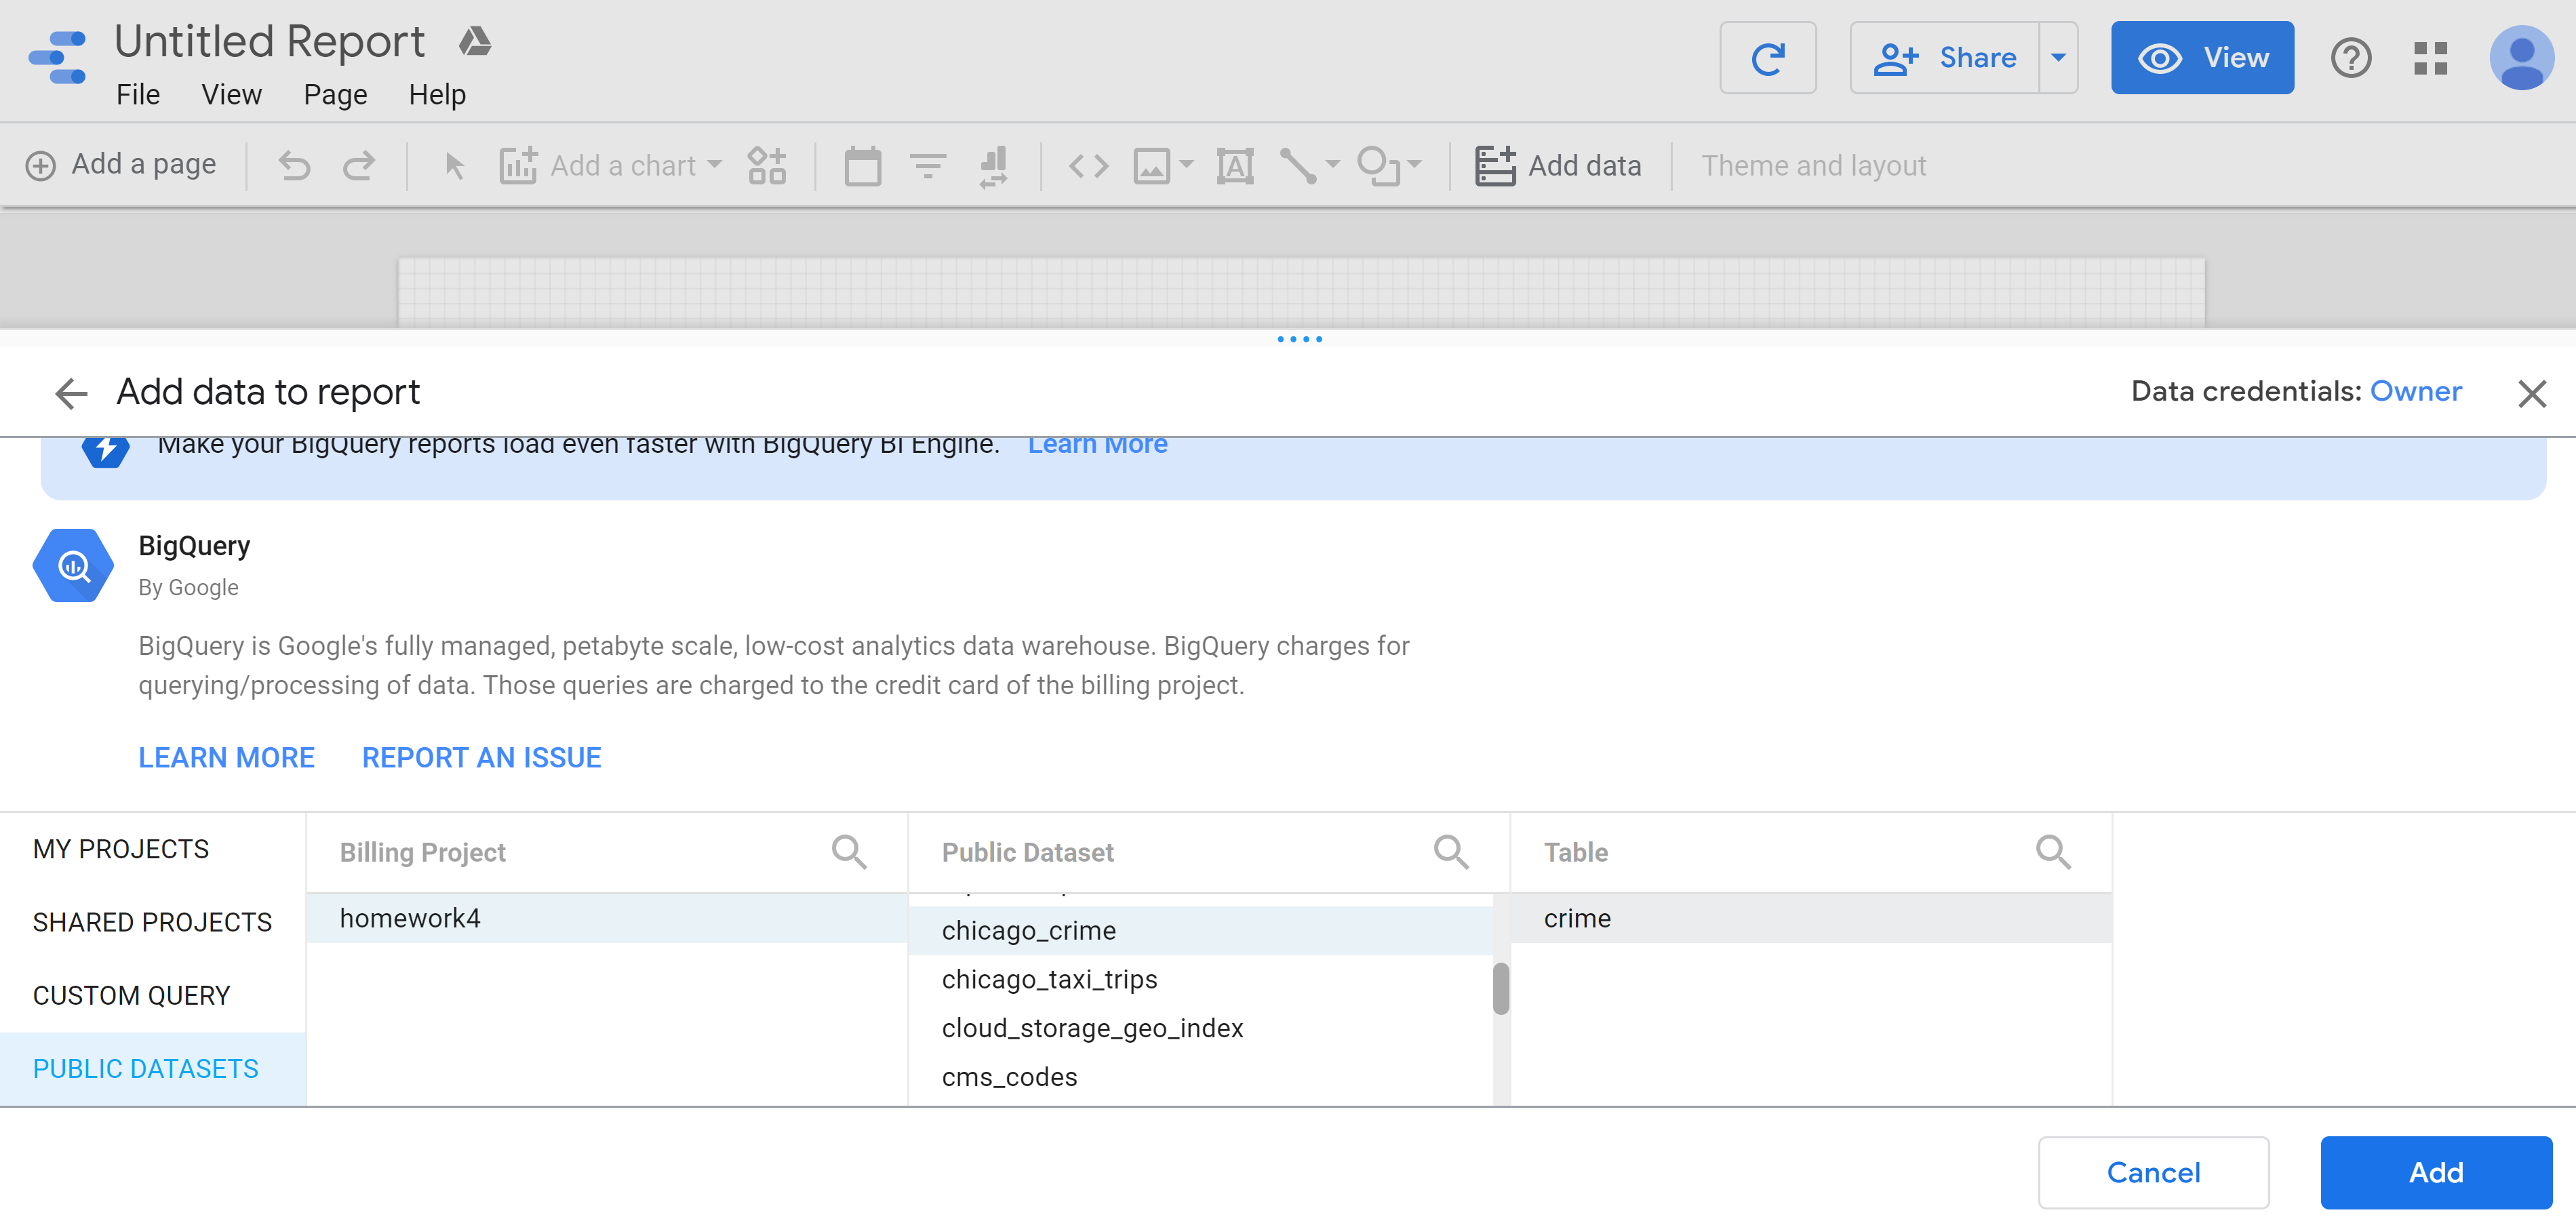 Untitled Report
File View Page Help
Share
View
Add a page
Add a chart
A
Add data
Theme and layout
Add data to report
Data credentials: Owner
Make your BigQuery reports load even faster with BigQuery BI Engine. Learn More
BigQuery
By Google
BigQuery is Google's fully managed, petabyte scale, low-cost analytics data warehouse. BigQuery charges for
querying/processing of data. Those queries are charged to the credit card of the billing project.
LEARN MORE REPORT AN ISSUE
MY PROJECTS
SHARED PROJECTS
CUSTOM QUERY
PUBLIC DATASETS
Billing Project
homework4
Public Dataset
chicago_crime
chicago_taxi_trips
cloud_storage_geo_index
cms_codes
Table
crime
Cancel
Add